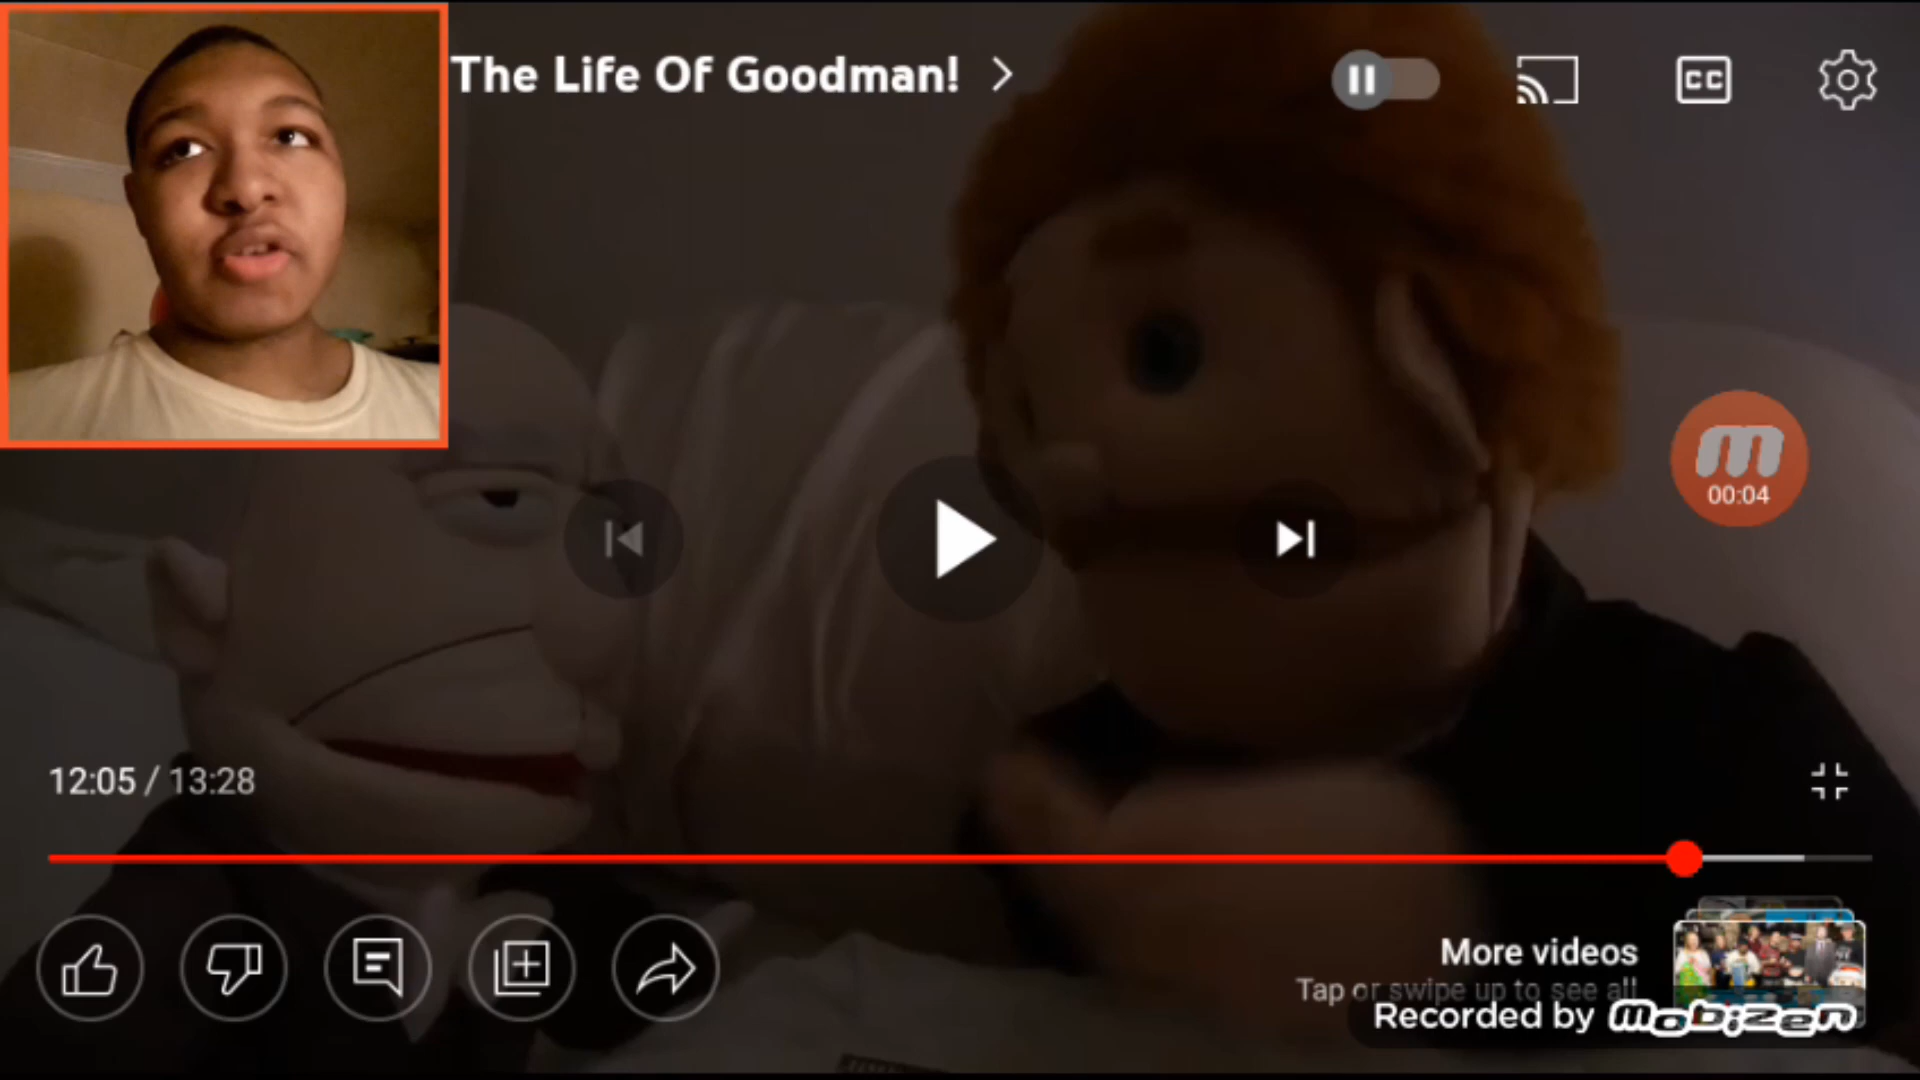 The Life Of Goodman!
CC
m
00:04
12:05 / 13:28
More videos
Tap or swipe up to see all
Recorded by mobizen